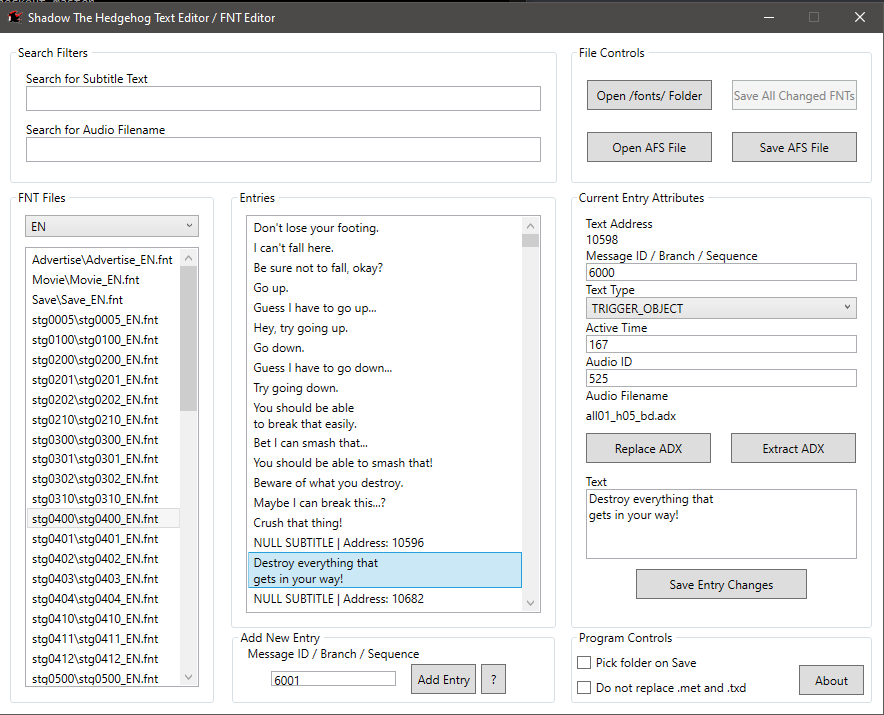 Shadow The Hedgehog Text Editor / FNT Editor
Search Filters
Search for Subtitle Text
Search for Audio Filename
File Controls
Open /fonts/ Folder
Save All Changed FNTs
Open AFS File
Save AFS File
FNT Files
EN
Advertise\Advertise_EN.fnt
Movie\Movie_EN.fnt
Save\Save_EN.fnt
stg0005\stg0005_EN.fnt
stg0100\stg0100_EN.fnt
stg0200\stg0200_EN.fnt
stg0201\stg0201_EN.fnt
stg0202\stg0202_EN.fnt
stg0210\stg0210_EN.fnt
stg0300\stg0300_EN.fnt
stg0301\stg0301_EN.fnt
stg0302\stg0302_EN.fnt
stg0310\stg0310_EN.fnt
stg0400\stg0400_EN.fnt
stg0401\stg0401_EN.fnt
stg0402\stg0402_EN.fnt
stg0403\stg0403_EN.fnt
stg0404\stg0404_EN.fnt
stg0410\stg0410_EN.fnt
stg0411\stg0411_EN.fnt
stg0412\stg0412_EN.fnt
stg0500\stg0500_EN.fnt
Entries
Don't lose your footing.
I can't fall here.
Be sure not to fall, okay?
Go up.
Guess I have to go up...
Hey, try going up.
Go down.
Guess I have to go down...
Try going down.
You should be able
to break that easily.
Bet I can smash that...
You should be able to smash that!
Beware of what you destroy.
Maybe I can break this...?
Crush that thing!
NULL SUBTITLE | Address: 10596
Destroy everything that
gets in your way!
NULL SUBTITLE | Address: 10682
Add New Entry
Message ID / Branch / Sequence
6001
Add Entry
?
Current Entry Attributes
Text Address
10598
Message ID / Branch / Sequence
6000
Text Type
TRIGGER_OBJECT
Active Time
167
Audio ID
525
Audio Filename
all01_h05_bd.adx
Replace ADX
Extract ADX
Text
Destroy everything that
gets in your way!
Save Entry Changes
Program Controls
Pick folder on Save
Do not replace .met and .txd
About